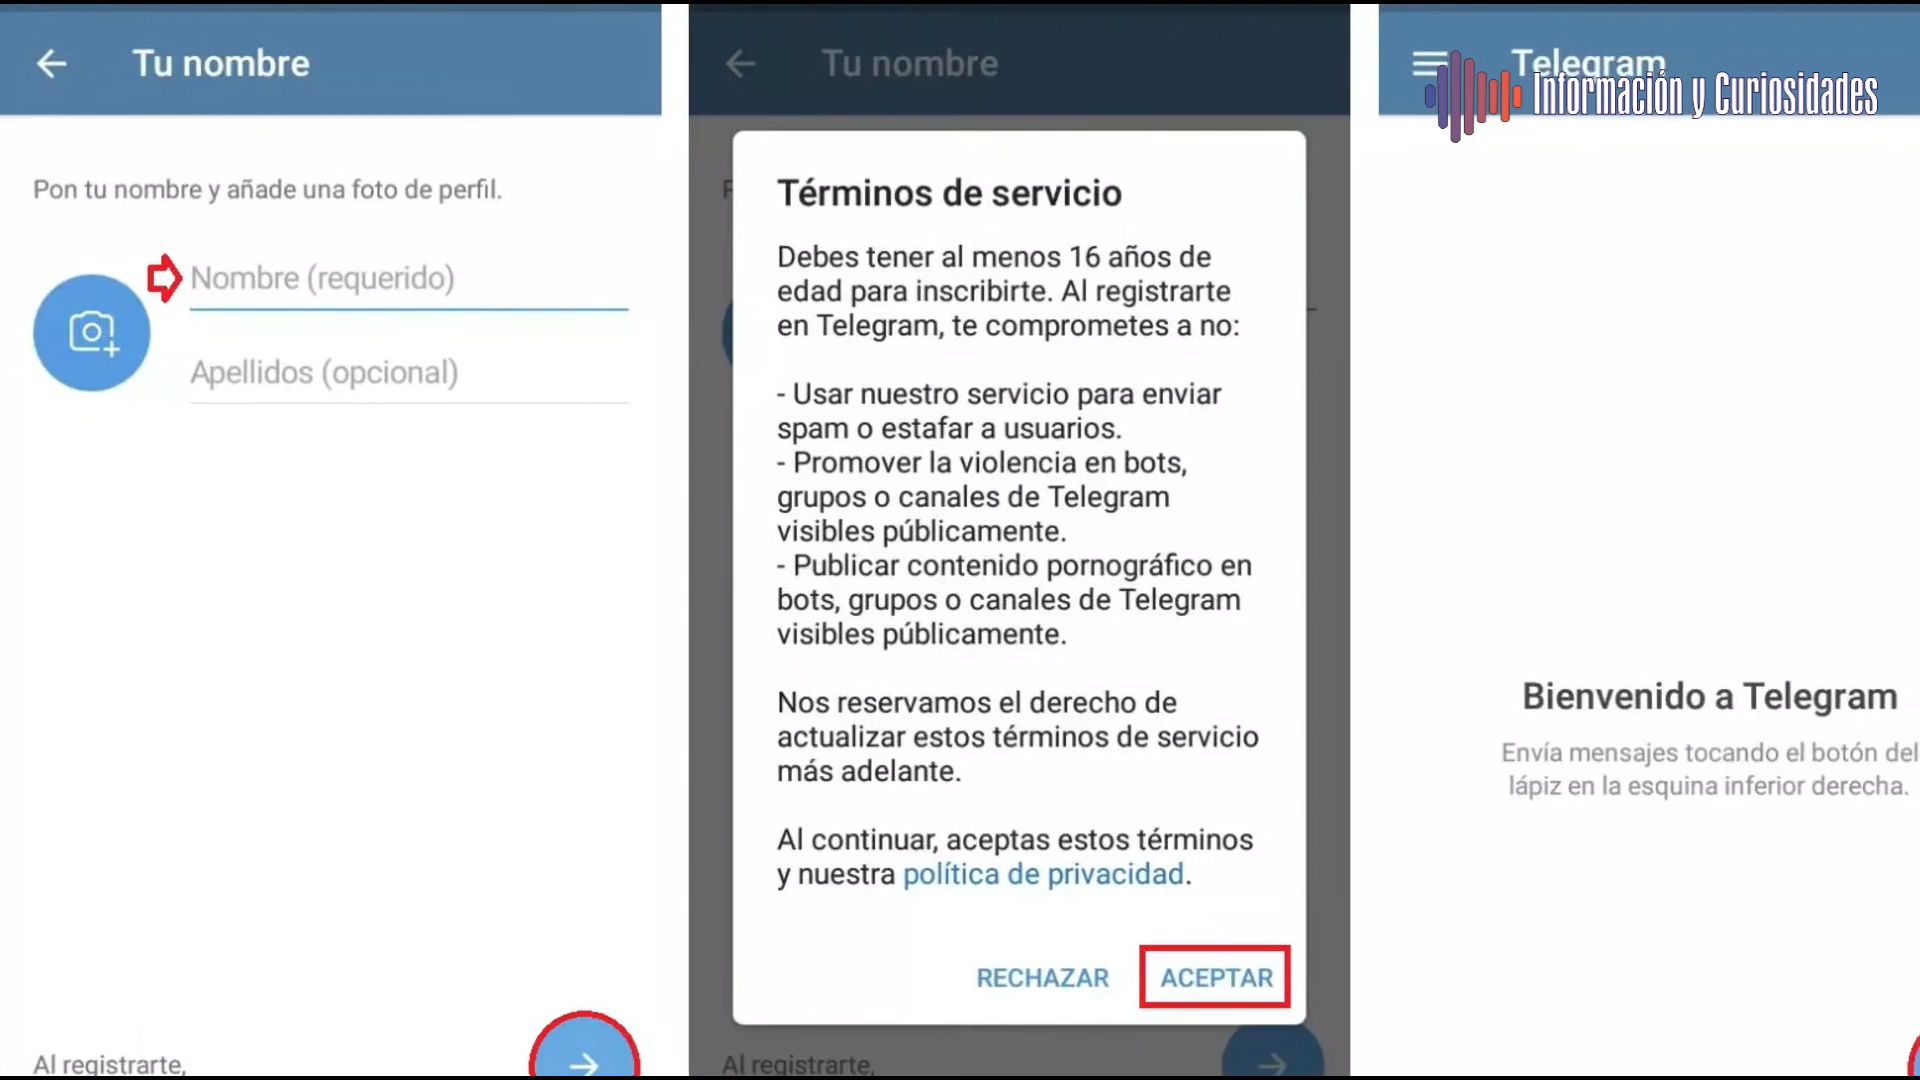 Tu nombre
Pon tu nombre y añade una foto de perfil.
Nombre (requerido)
Apellidos (opcional)
Al registrarte,
Tu nombre
Términos de servicio
Debes tener al menos 16 años de
edad para inscribirte. Al registrarte
en Telegram, te comprometes a no:
- Usar nuestro servicio para enviar
spam o estafar a usuarios.
- Promover la violencia en bots,
grupos o canales de Telegram
visibles públicamente.
- Publicar contenido pornográfico en
bots, grupos o canales de Telegram
visibles públicamente.
Nos reservamos el derecho de
actualizar estos términos de servicio
más adelante.
Al continuar, aceptas estos términos
y nuestra política de privacidad.
RECHAZAR ACEPTAR
Al registrarte,
Telegram
Información y Curiosidades
Bienvenido a Telegram
Envía mensajes tocando el botón del
lápiz en la esquina inferior derecha.